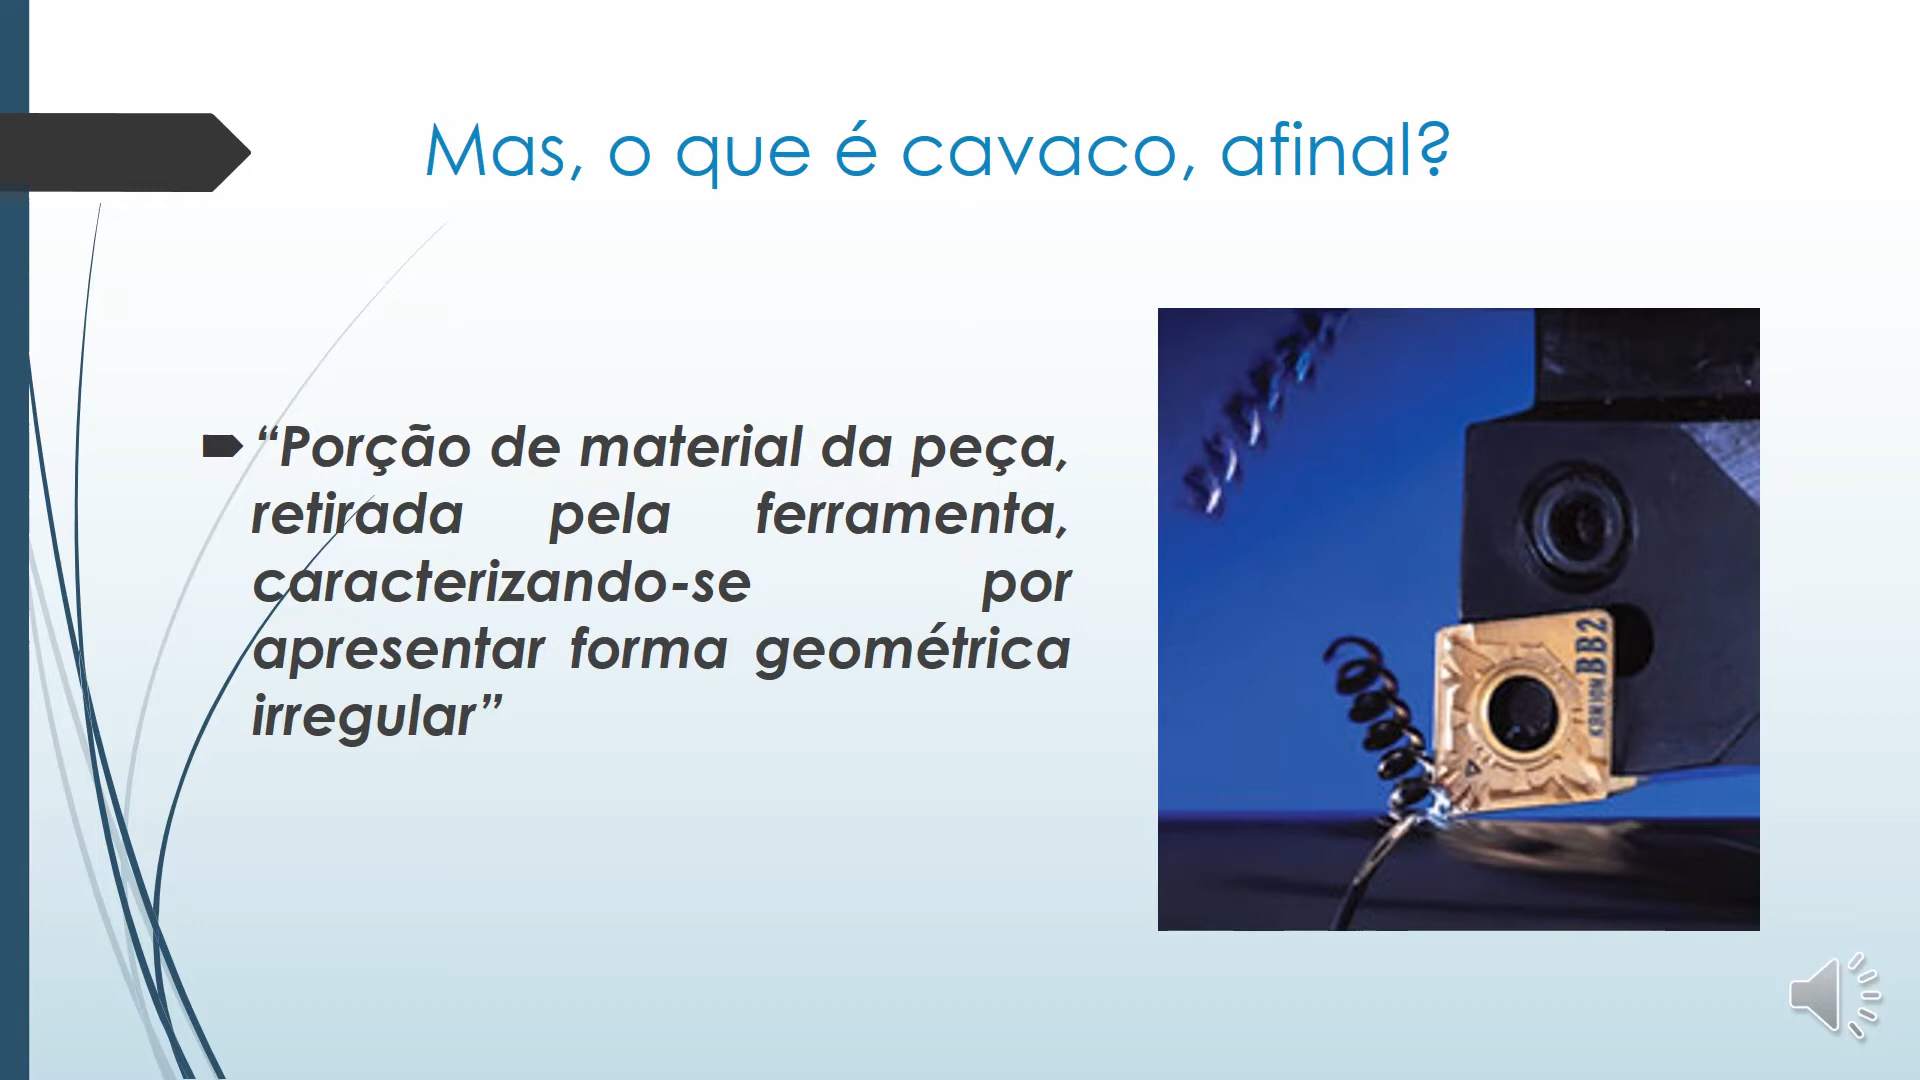 Mas, o que é cavaco, afinal?
“Porção de material da peça,
retirada pela ferramenta,
caracterizando-se por
apresentar forma geométrica
irregular”
BB2